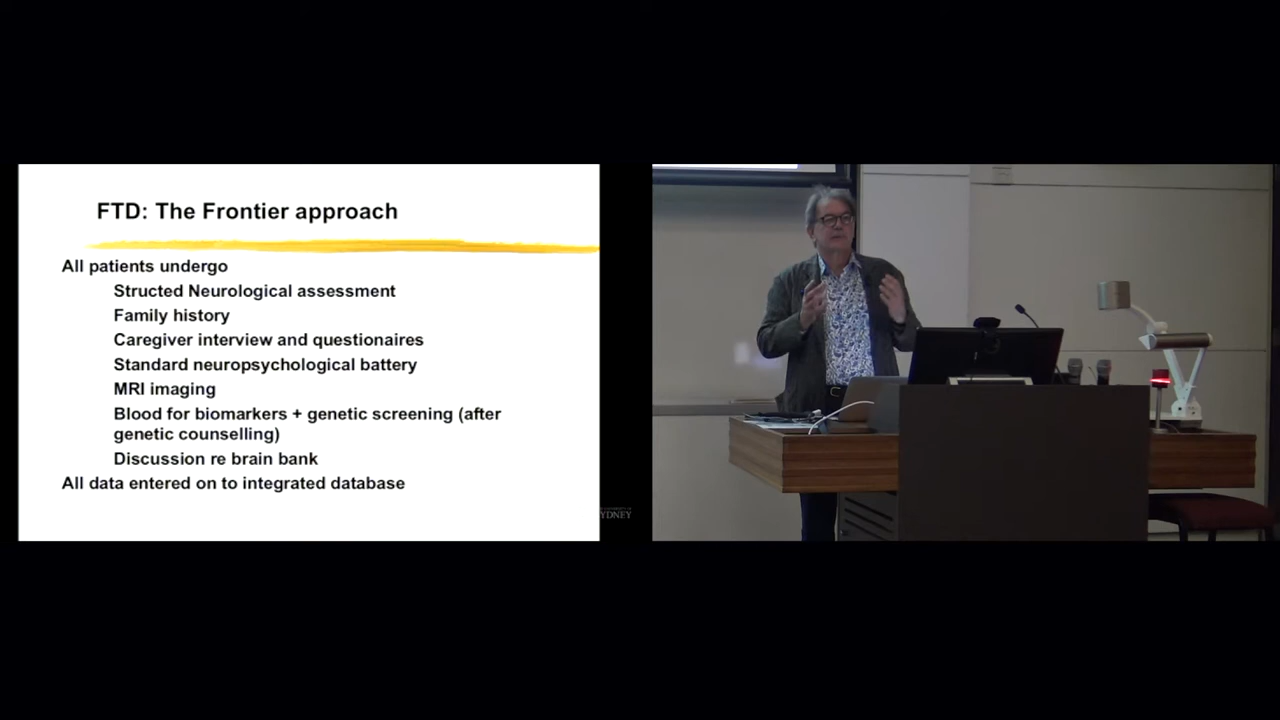 FTD: The Frontier approach
All patients undergo
Structed Neurological assessment
Family history
Caregiver interview and questionaires
Standard neuropsychological battery
MRI imaging
Blood for biomarkers + genetic screening (after
genetic counselling)
Discussion re brain bank
All data entered on to integrated database
YDNEY